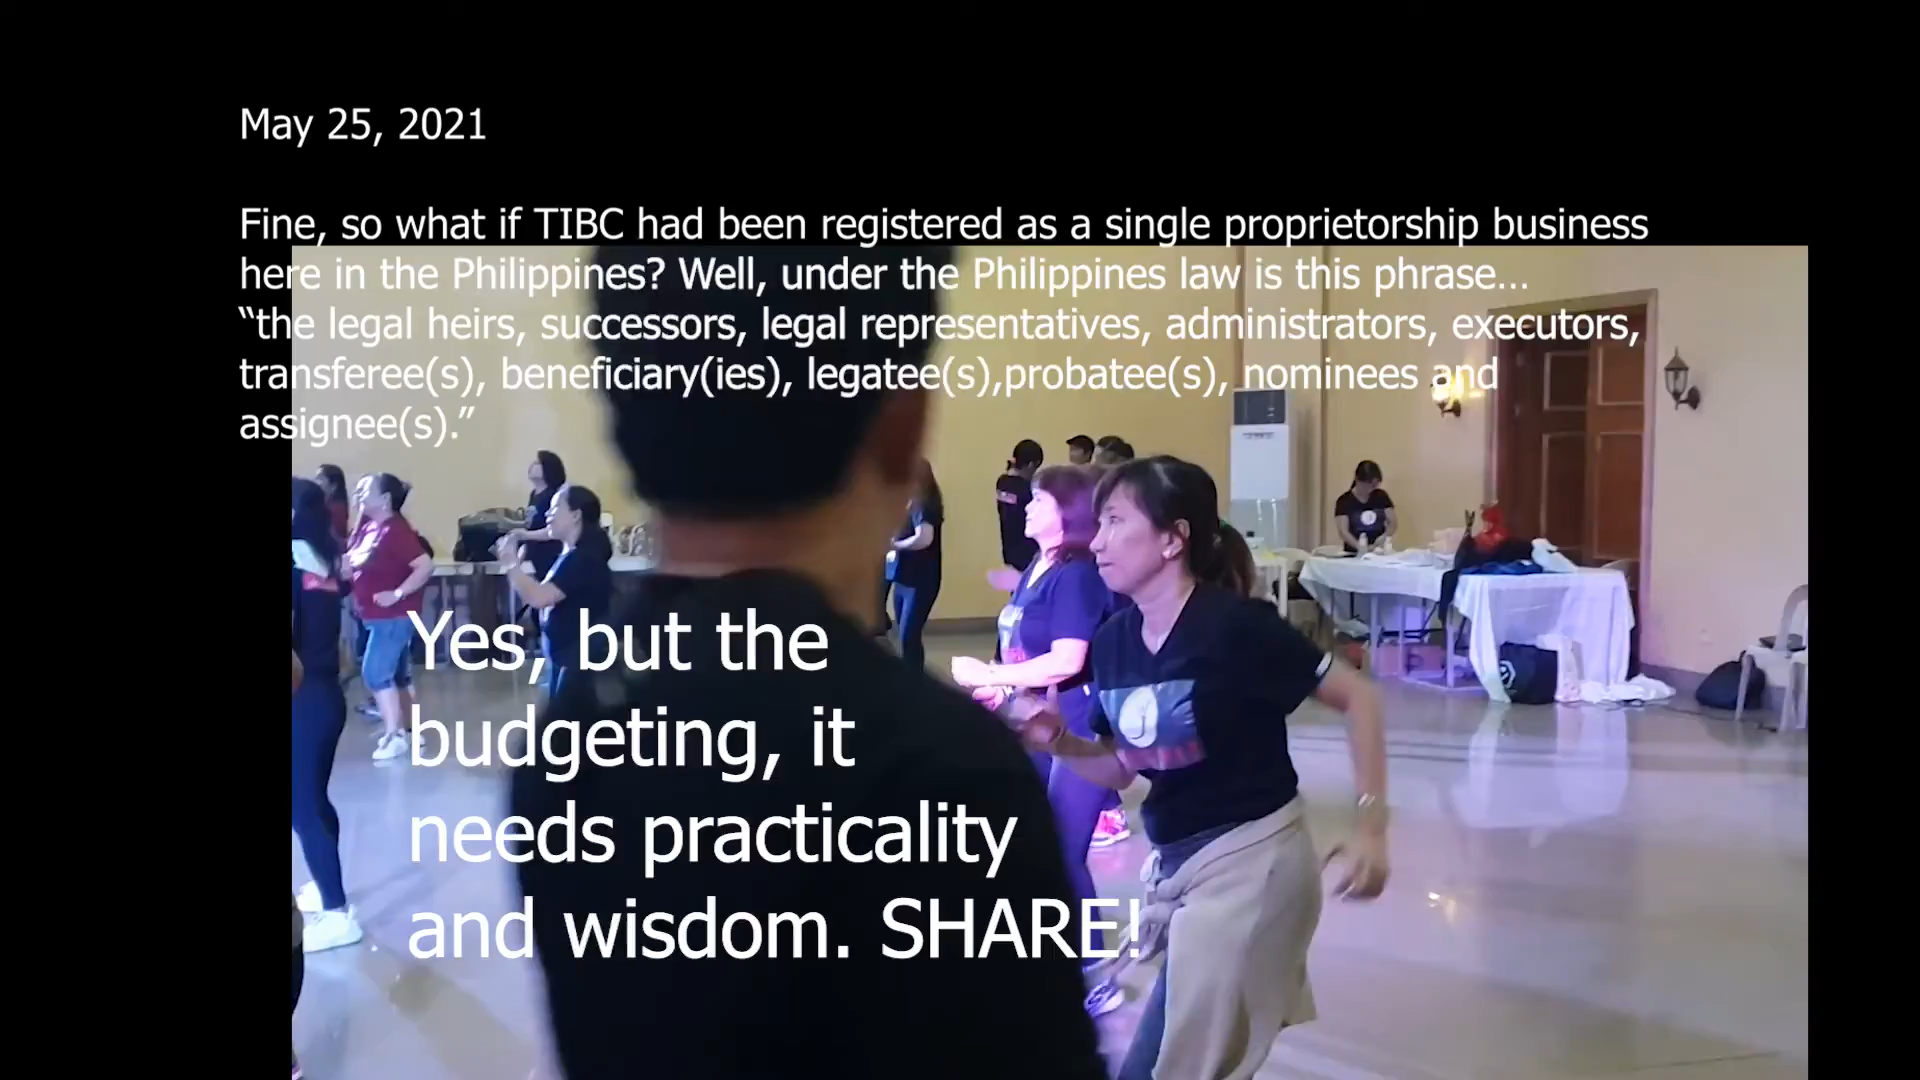 May 25, 2021
Fine, so what if TIBC had been registered as a single proprietorship business
here in the Philippines? Well, under the Philippines law is this phrase...
“the legal heirs, successors, legal representatives, administrators, executors,
transferee(s), beneficiary(ies), legatee(s),probatee(s), nominees and
assignee(s).”
Yes, but the
budgeting, it
needs practicality
and wisdom. SHARE!